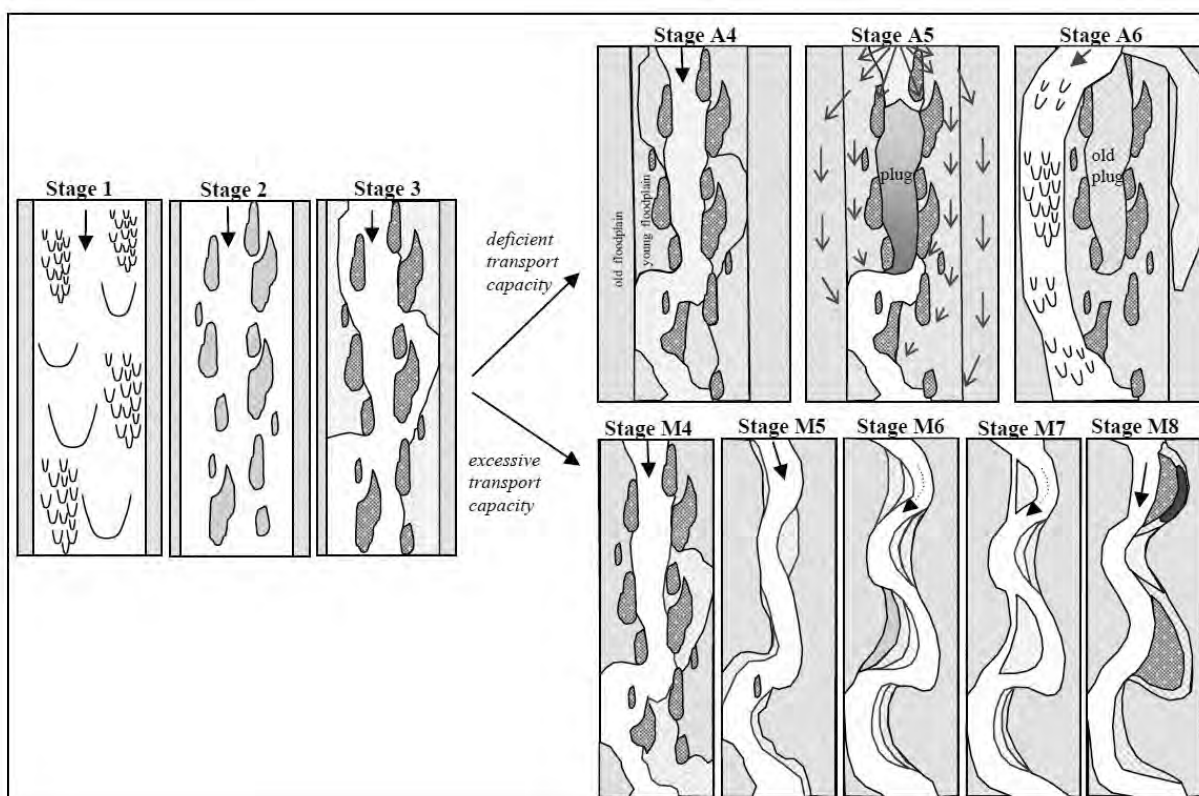 Stage 1
Stage 2
Stage 3
deficient
transport
capacity
excessive
transport
capacity
Stage A4
old floodplain
young floodplain
Stage A5
plug
Stage A6
old
plug
Stage M4
Stage M5
Stage M6
Stage M7
Stage M8